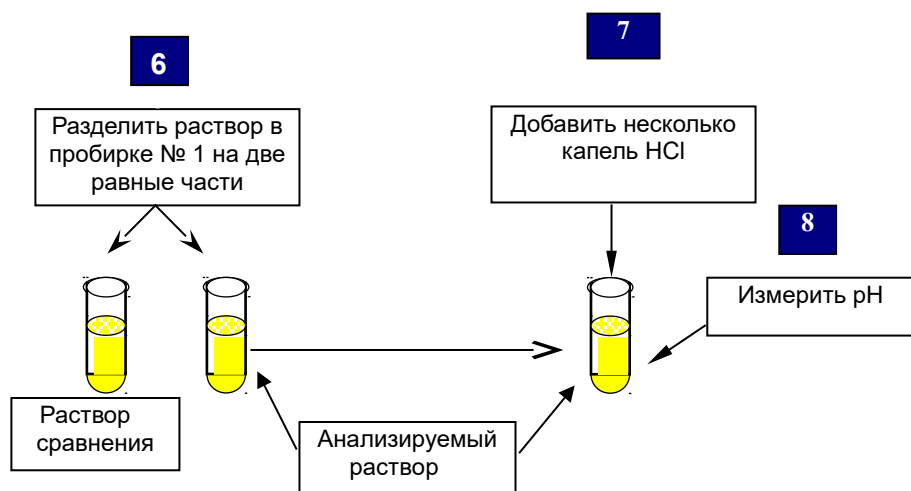 6
Разделить раствор в
пробирке № 1 на две
равные части
7
Добавить несколько
капель HCl
8
Измерить pH
Раствор
сравнения
Анализируемый
раствор